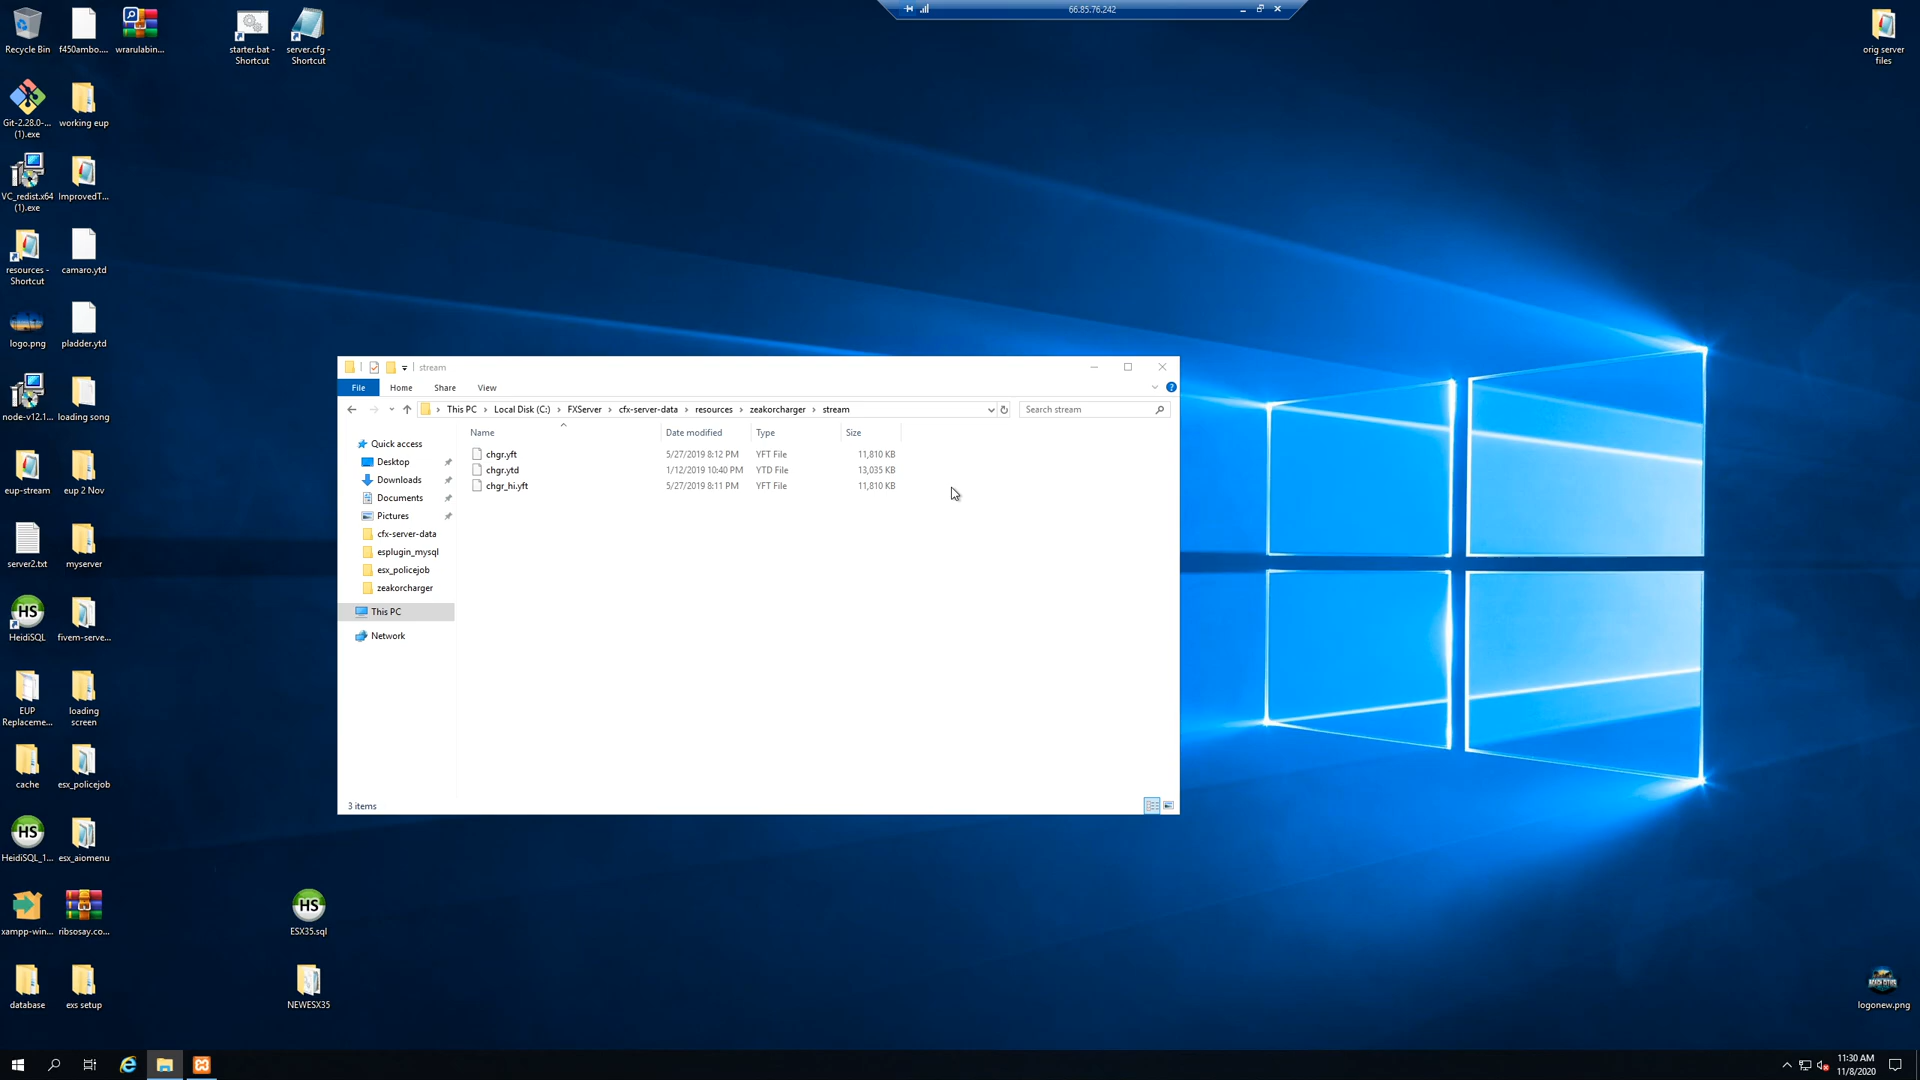 66.85.76.242
Recycle Bin
f450ambo....
wrarulabin...
starter.bat -
Shortcut
server.cfg -
Shortcut
orig server
files
Git-2.28.0-...
(1).exe
working eup
VC_redist.x64
(1).exe
ImprovedT...
resources -
Shortcut
camaro.ytd
logo.png
pladder.ytd
node-v12.1...
loading song
eup-stream
eup 2 Nov
server2.txt
myserver
HeidiSQL
fivem-serve...
EUP
Replaceme...
loading
screen
cache
esx_policejob
HeidiSQL_1...
esx_aiomenu
xampp-win...
ribsosay.co...
ESX35.sql
database
exs setup
NEWESX35
logonew.png
stream
File
Home
Share
View
This PC
Local Disk (C:)
FXServer
cfx-server-data
resources
zeakorcharger
stream
Search stream
Name
Date modified
Type
Size
chgr.yft
5/27/2019 8:12 PM
YFT File
11,810 KB
chgr.ytd
1/12/2019 10:40 PM
YTD File
13,035 KB
chgr_hi.yft
5/27/2019 8:11 PM
YFT File
11,810 KB
Quick access
Desktop
Downloads
Documents
Pictures
cfx-server-data
esplugin_mysql
esx_policejob
zeakorcharger
This PC
Network
3 items
11:30 AM
11/8/2020